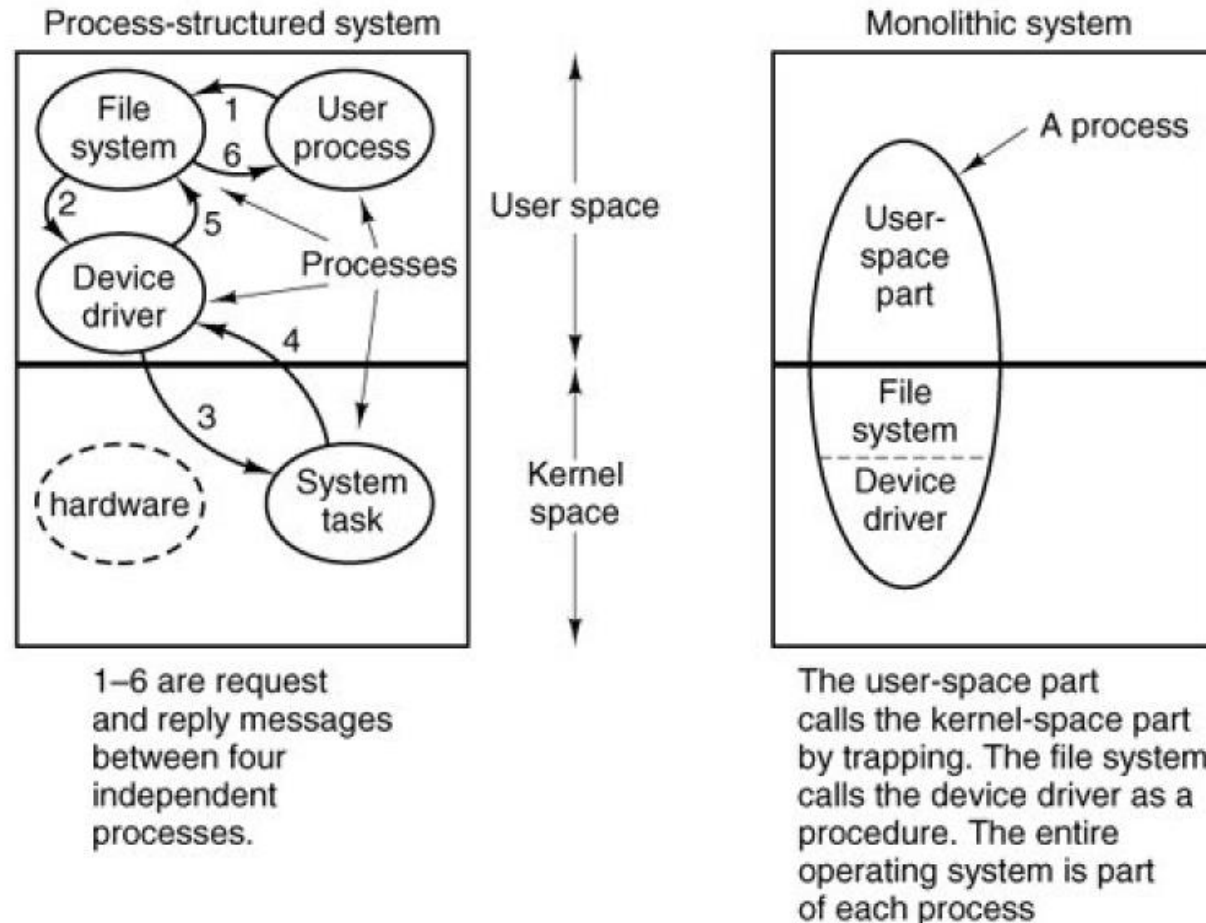 Process-structured system
File
system
1
User
process
6
2
5
Device
driver
Processes
4
3
hardware
System
task
User space
Kernel
space
1–6 are request
and reply messages
between four
independent
processes.
Monolithic system
A process
User-
space
part
File
system
Device
driver
The user-space part
calls the kernel-space part
by trapping. The file system
calls the device driver as a
procedure. The entire
operating system is part
of each process